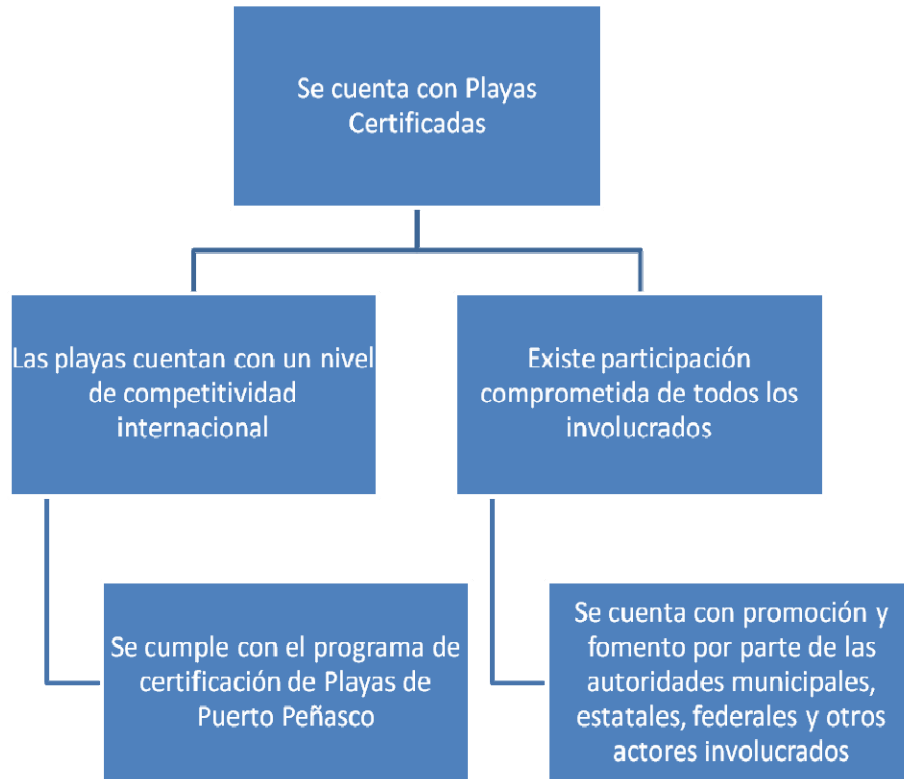 Se cuenta con Playas
Certificadas
Las playas cuentan con un nivel
de competitividad
internacional
Existe participación
comprometida de todos los
involucrados
Se cumple con el programa de
certificación de Playas de
Puerto Peñasco
Se cuenta con promoción y
fomento por parte de las
autoridades municipales,
estatales, federales y otros
actores involucrados